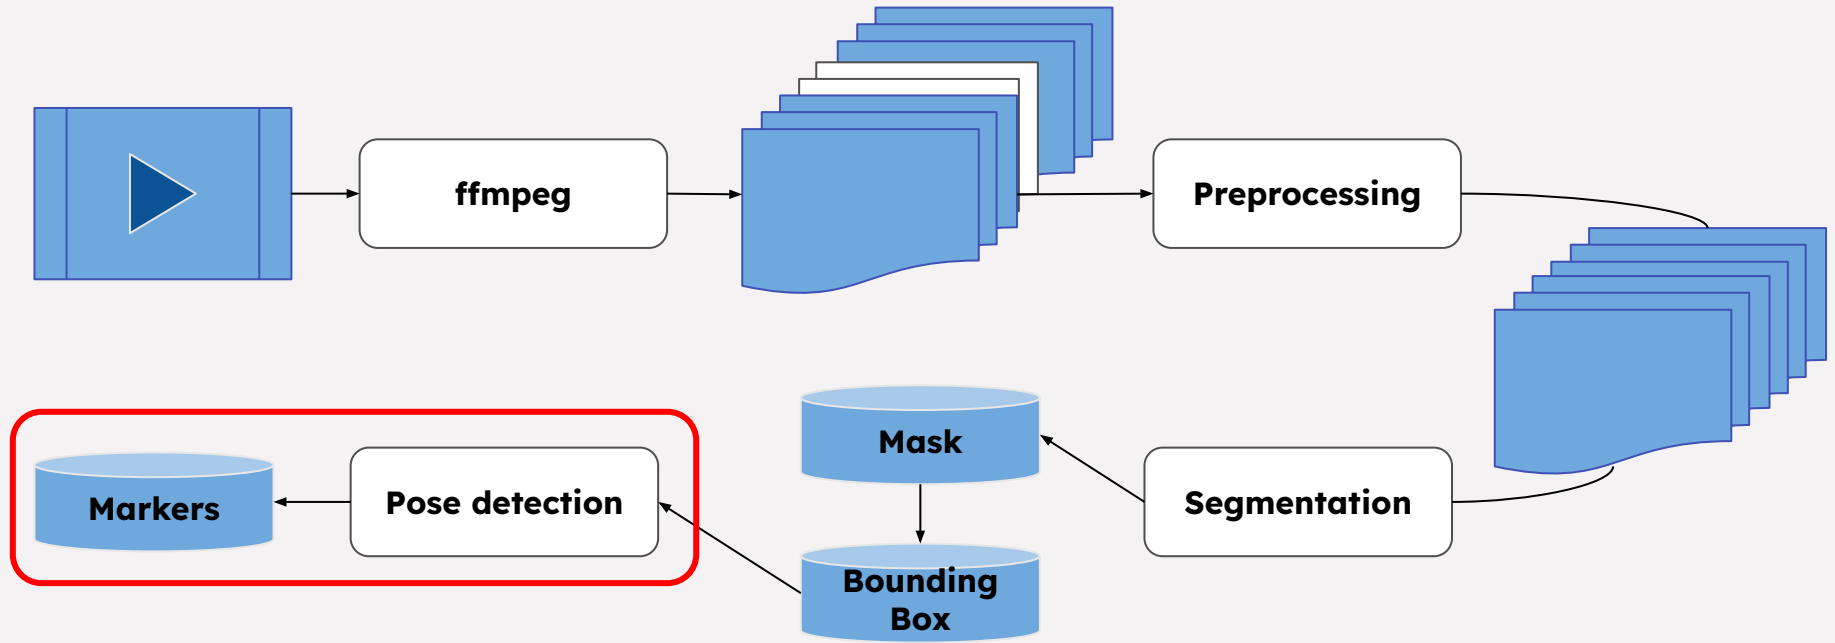 ffmpeg
Preprocessing
Segmentation
Mask
Bounding
Box
Pose detection
Markers